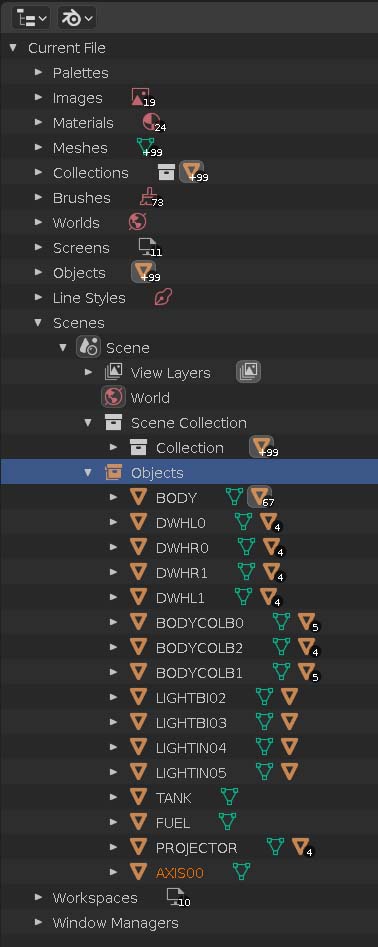 Current File
Palettes
Images 19
Materials 24
Meshes +99
Collections +99
Brushes 73
Worlds
Screens 11
Objects +99
Line Styles
Scenes
Scene
View Layers
World
Scene Collection
Collection +99
Objects
BODY 67
DWHL0 4
DWHR0 4
DWHR1 4
DWHL1 4
BODYCOLB0 5
BODYCOLB2 4
BODYCOLB1 5
LIGHTBI02
LIGHTBI03
LIGHTIN04
LIGHTIN05
TANK
FUEL
PROJECTOR 4
AXIS00
Workspaces 10
Window Managers